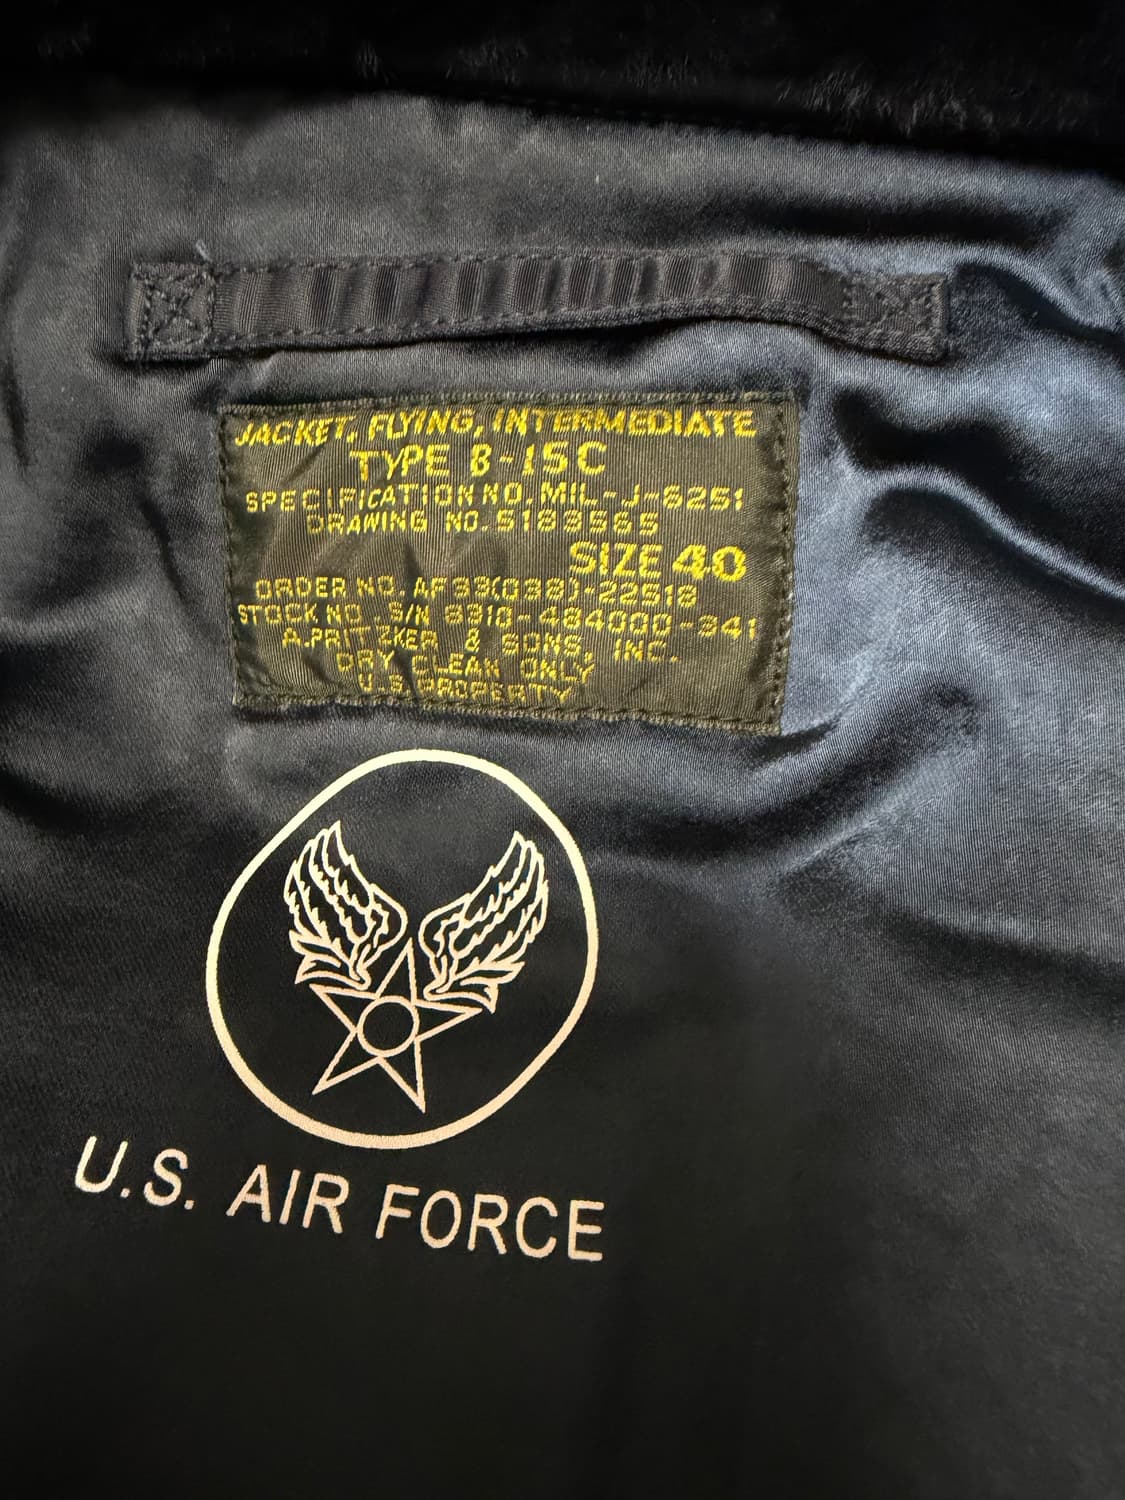 JACKET, FLYING, INTERMEDIATE
TYPE B-15C
SPECIFICATION NO. MIL-J-6251
DRAWING NO. 5183565
SIZE 40
ORDER NO. AF33(038)-22518
STOCK NO. S/N 8310-484000-341
A.PRITZKER & SONS, INC.
DRY CLEAN ONLY
U.S. PROPERTY
U.S. AIR FORCE